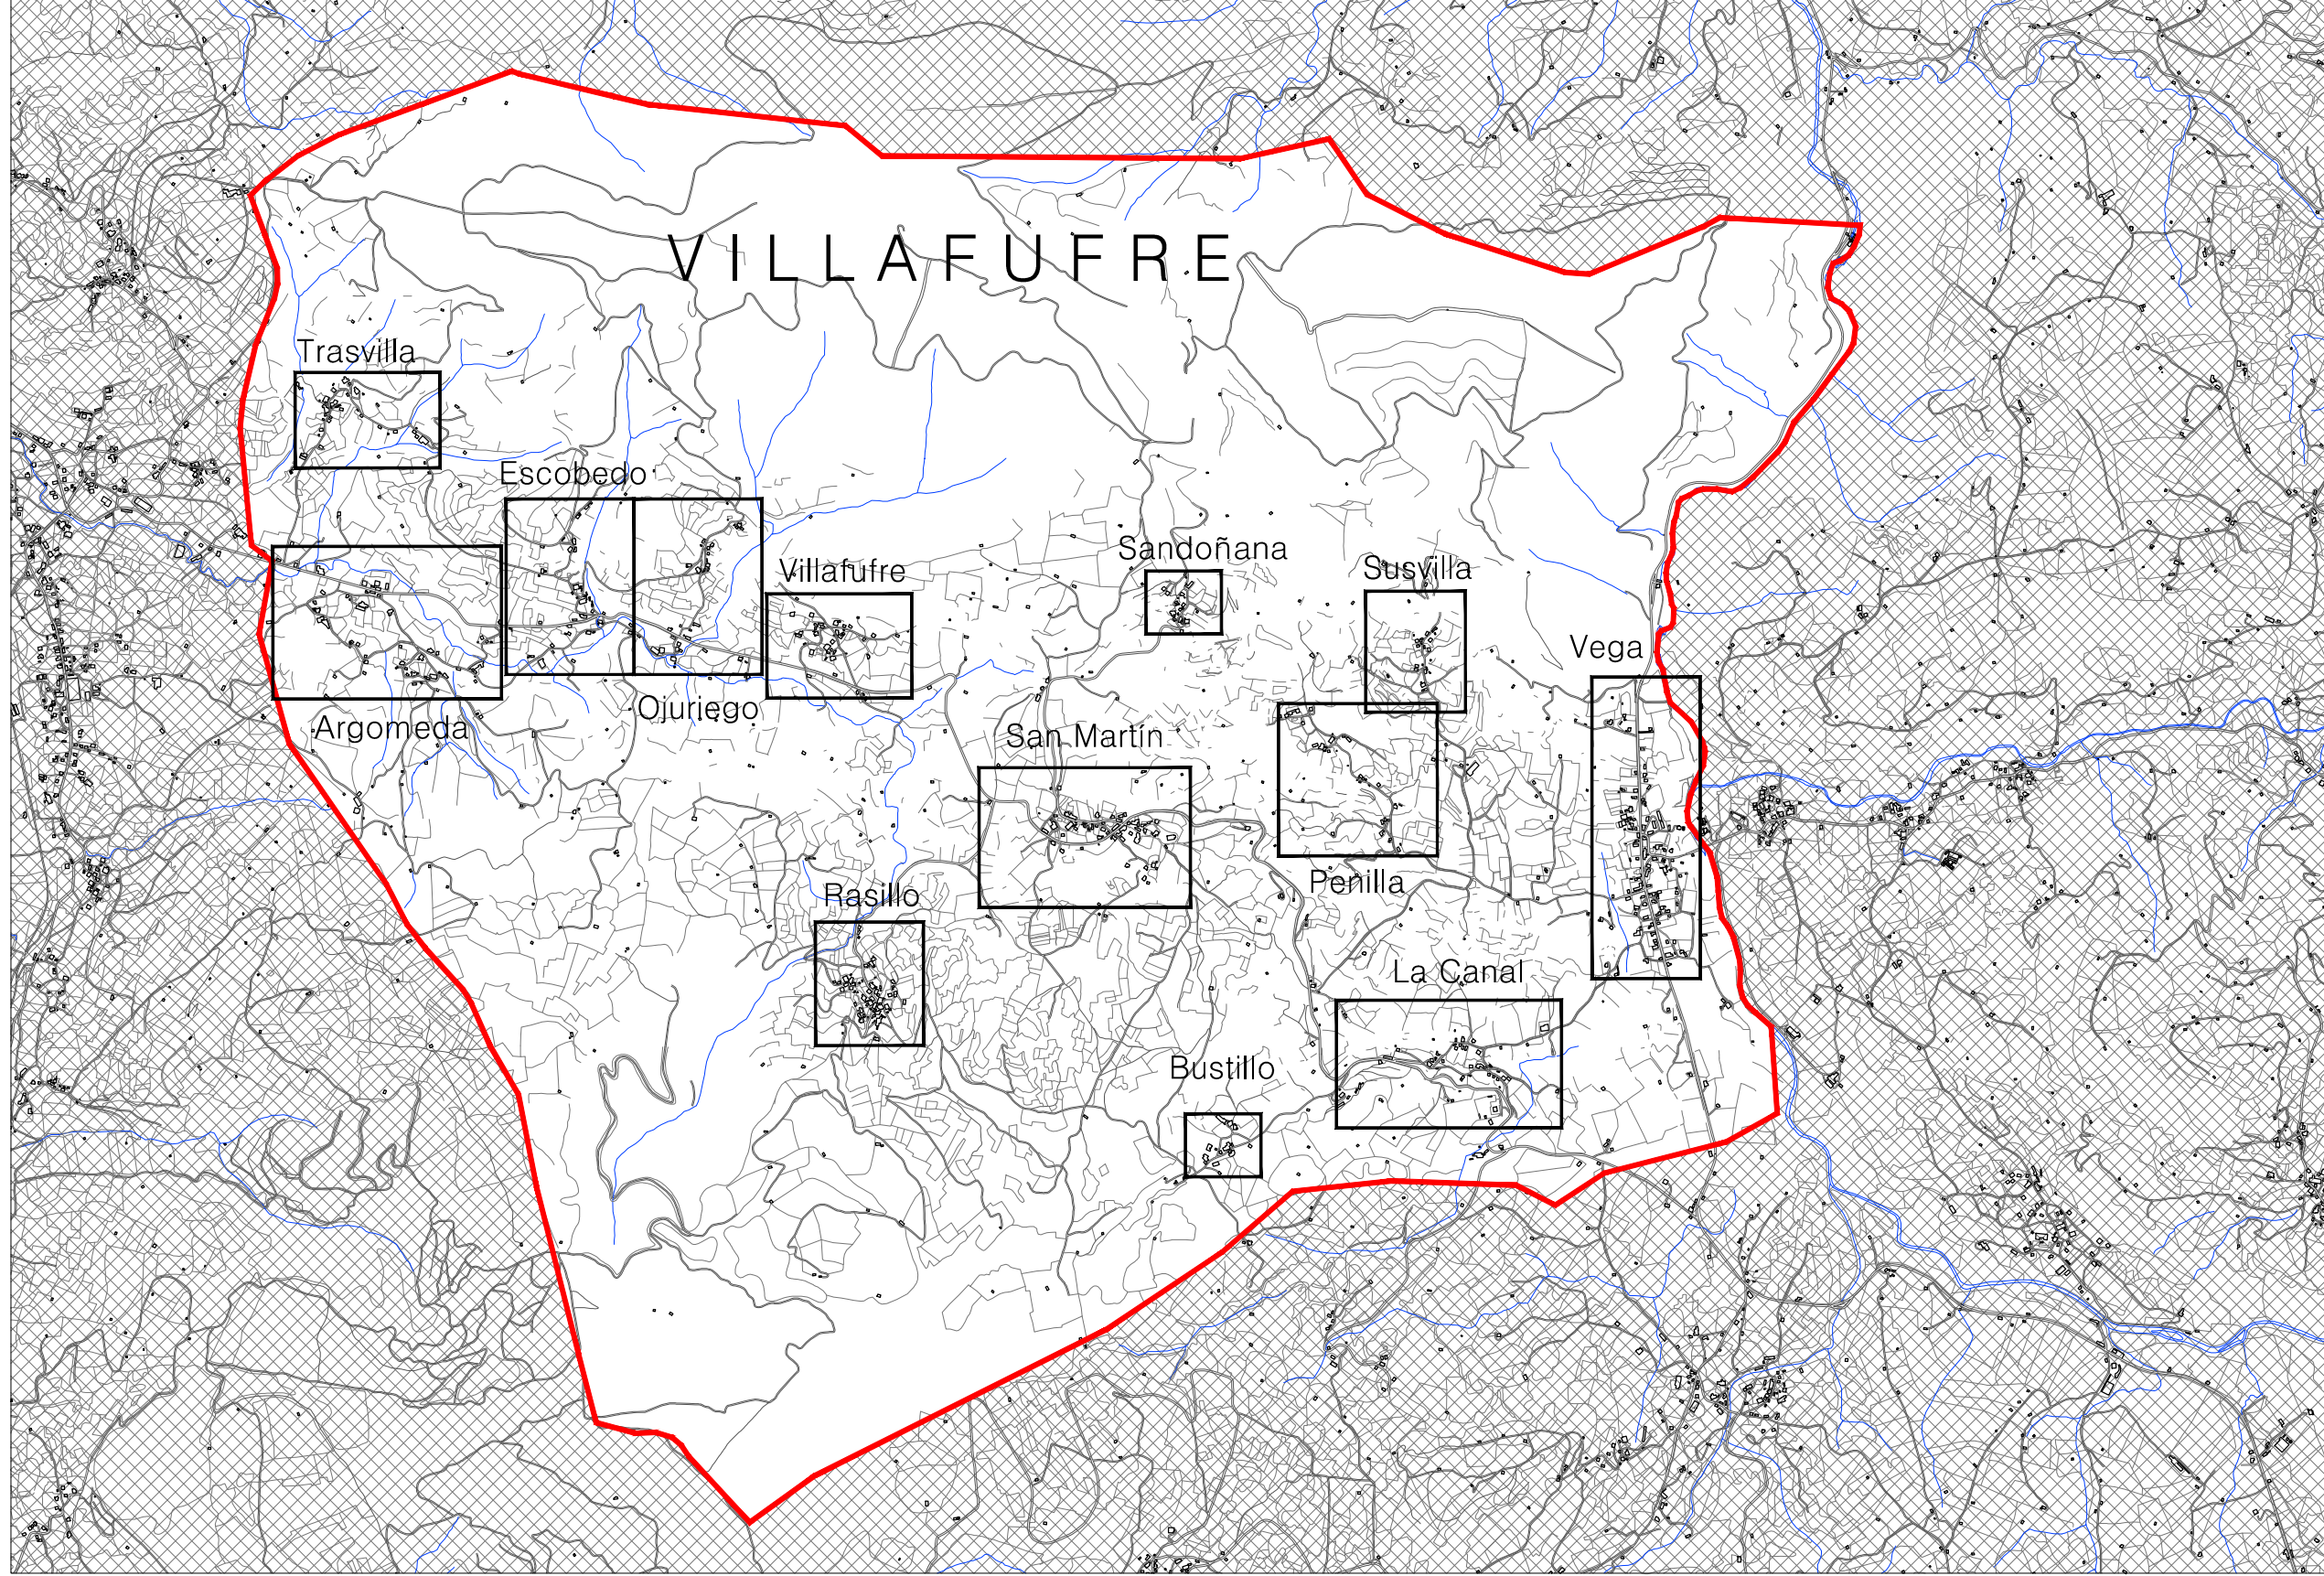 VILLAFUFRE
Trasvilla
Escobedo
Sandoñana
Villafufre
Susvilla
Vega
Ojuriego
Argomeda
San Martín
Penilla
Rasillo
La Canal
Bustillo